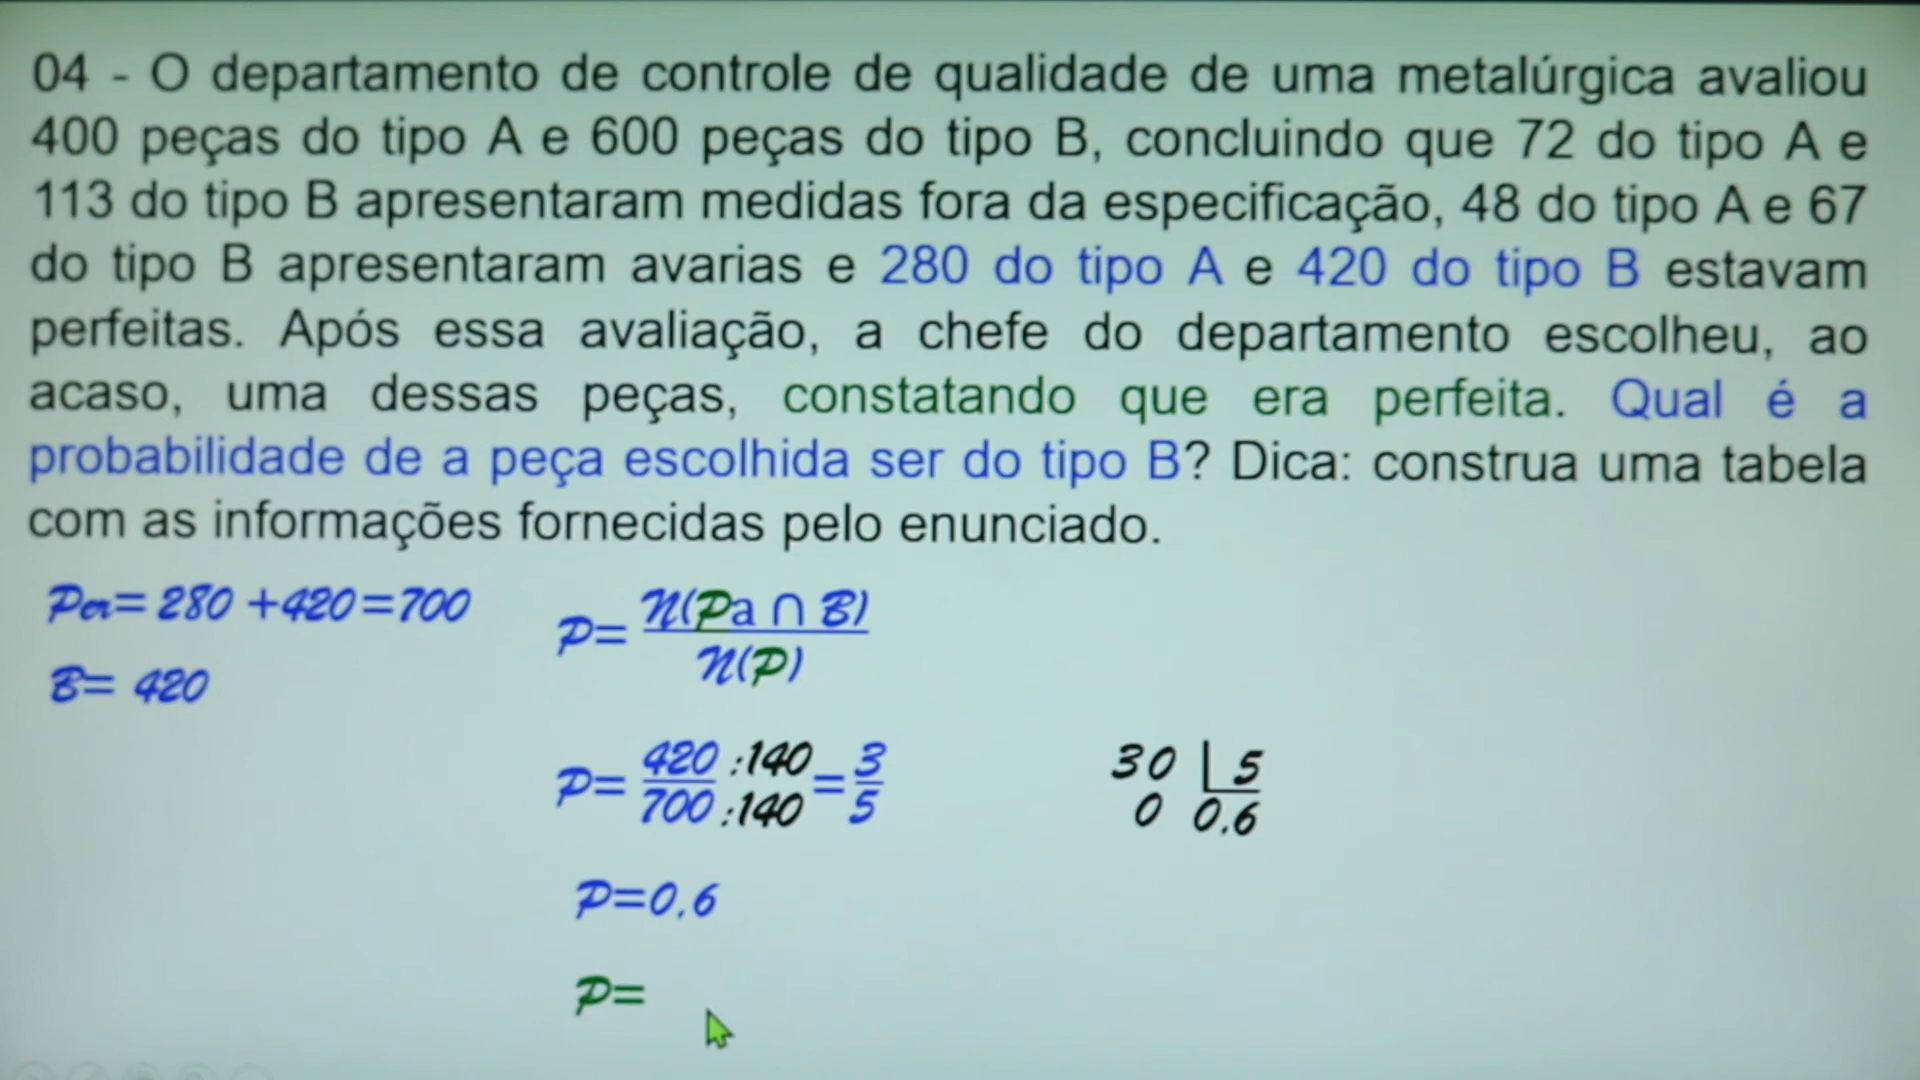 04 - O departamento de controle de qualidade de uma metalúrgica avaliou
400 peças do tipo A e 600 peças do tipo B, concluindo que 72 do tipo A e
113 do tipo B apresentaram medidas fora da especificação, 48 do tipo A e 67
do tipo B apresentaram avarias e 280 do tipo A e 420 do tipo B estavam
perfeitas. Após essa avaliação, a chefe do departamento escolheu, ao
acaso, uma dessas peças, constatando que era perfeita. Qual é a
probabilidade de a peça escolhida ser do tipo B? Dica: construa uma tabela
com as informações fornecidas pelo enunciado.
Per= 280 +420=700
B= 420
P= N(Pa ∩ B)
N(P)
P= 420 :140 = 3
700 :140 5
30 5
0 0.6
P=0.6
P=